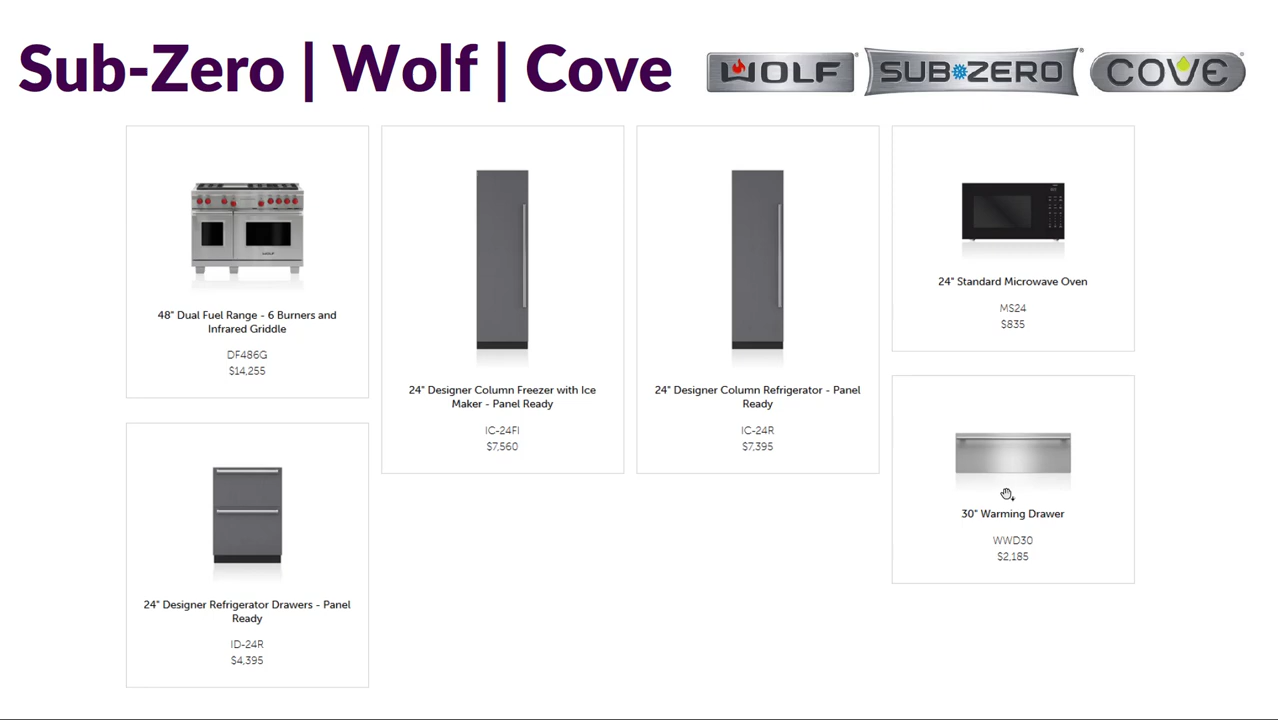 Sub-Zero | Wolf | Cove
WOLF
SUB ZERO
COVE
48" Dual Fuel Range - 6 Burners and
Infrared Griddle
DF486G
$14,255
24" Designer Column Freezer with Ice
Maker - Panel Ready
IC-24FI
$7,560
24" Designer Column Refrigerator - Panel
Ready
IC-24R
$7,395
24" Standard Microwave Oven
MS24
$835
30" Warming Drawer
WWD30
$2,185
24" Designer Refrigerator Drawers - Panel
Ready
ID-24R
$4,395